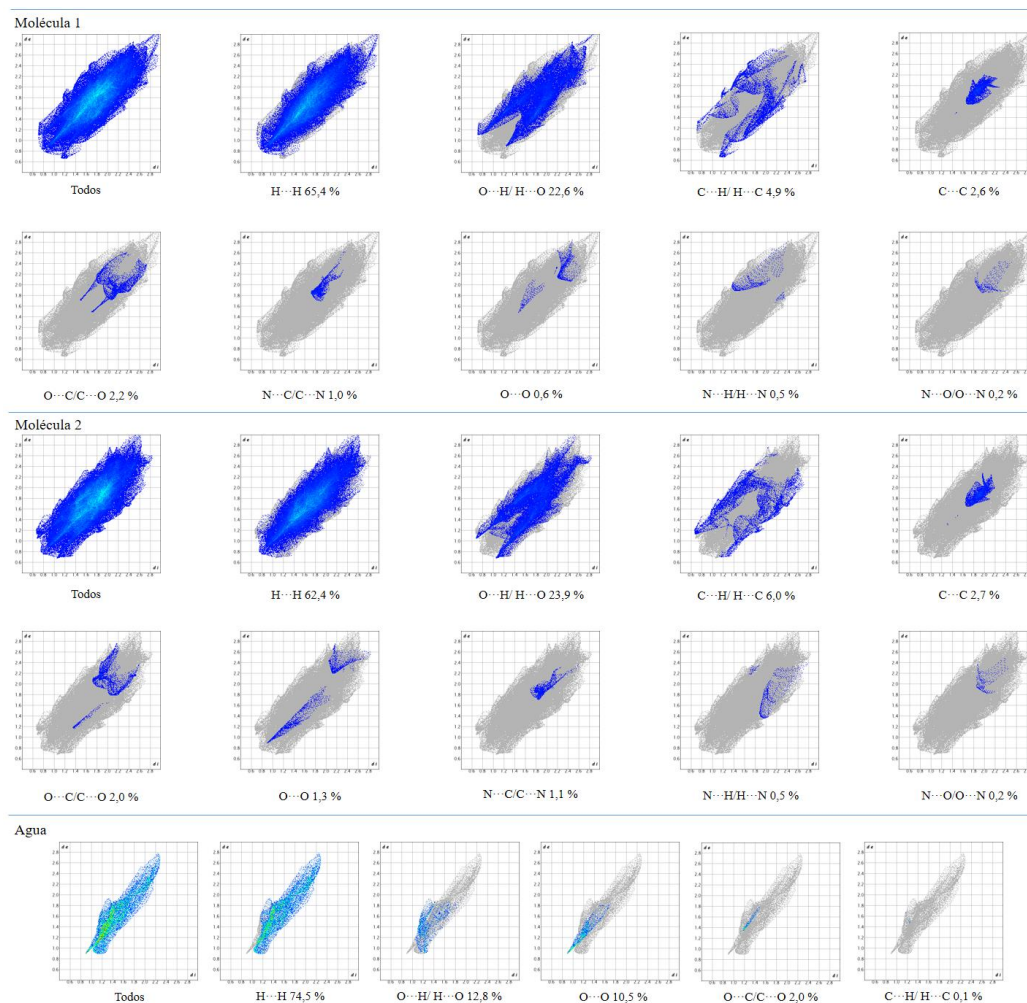 Molécula 1
Todos
H···H 65,4 %
O···H/ H···O 22,6 %
C···H/ H···C 4,9 %
C···C 2,6 %
O···C/C···O 2,2 %
N···C/C···N 1,0 %
O···O 0,6 %
N···H/H···N 0,5 %
N···O/O···N 0,2 %
Molécula 2
Todos
H···H 62,4 %
O···H/ H···O 23,9 %
C···H/ H···C 6,0 %
C···C 2,7 %
O···C/C···O 2,0 %
O···O 1,3 %
N···C/C···N 1,1 %
N···H/H···N 0,5 %
N···O/O···N 0,2 %
Agua
Todos
H···H 74,5 %
O···H/ H···O 12,8 %
O···O 10,5 %
O···C/C···O 2,0 %
C···H/ H···C 0,1 %